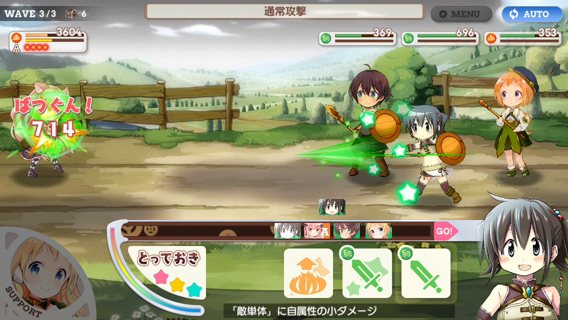 WAVE 3/3
6
通常攻撃
MENU
AUTO
3604
A
369
696
353
ばつぐん!
714
GO!
とっておき
SUPPORT
「敵単体」に自属性の小ダメージ